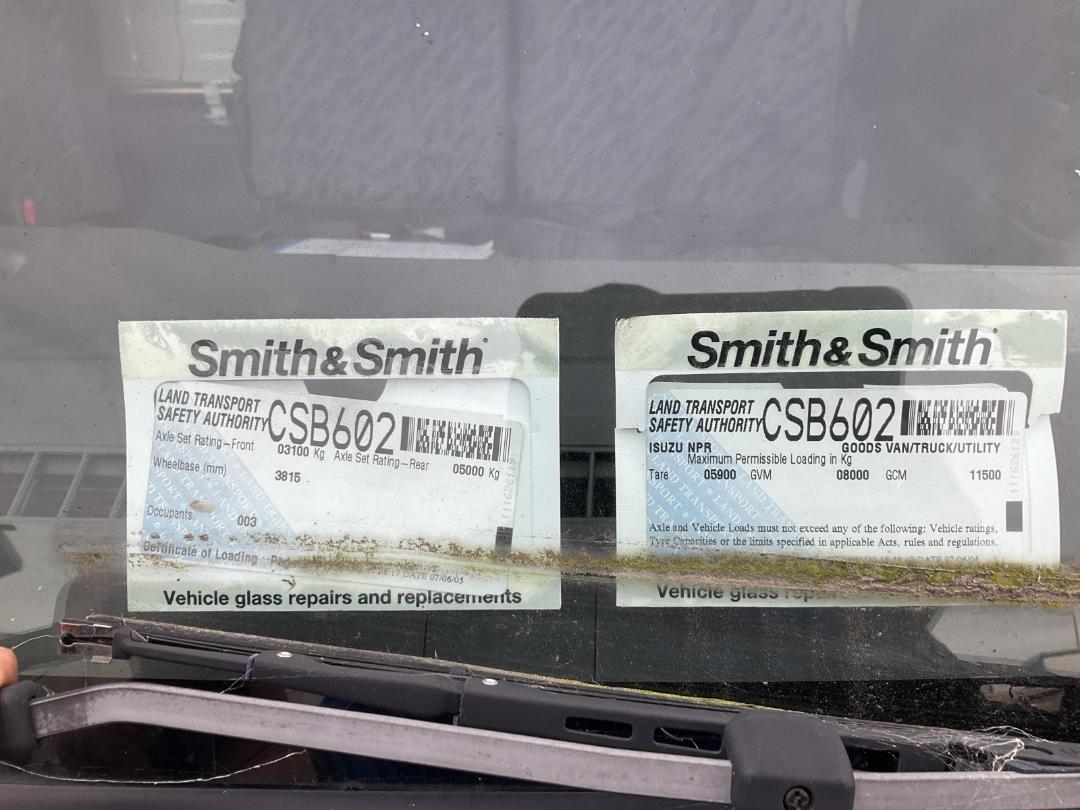 Smith&Smith
LAND TRANSPORT
SAFETY AUTHORITY CSB602
Axle Set Rating-Front 03100 Kg Axle Set Rating-Rear 05000 Kg
Wheelbase (mm) 3815
Occupants 003
Certificate of Loading
DATE 07/06/05
Vehicle glass repairs and replacements
Smith&Smith
LAND TRANSPORT
SAFETY AUTHORITY CSB602
ISUZU NPR GOODS VAN/TRUCK/UTILITY
Maximum Permissible Loading in Kg
Tare 05900 GVM 08000 GCM 11500
Axle and Vehicle Loads must not exceed any of the following: Vehicle ratings,
Tyre Capacities or the limits specified in applicable Acts, rules and regulations.
Vehicle glass